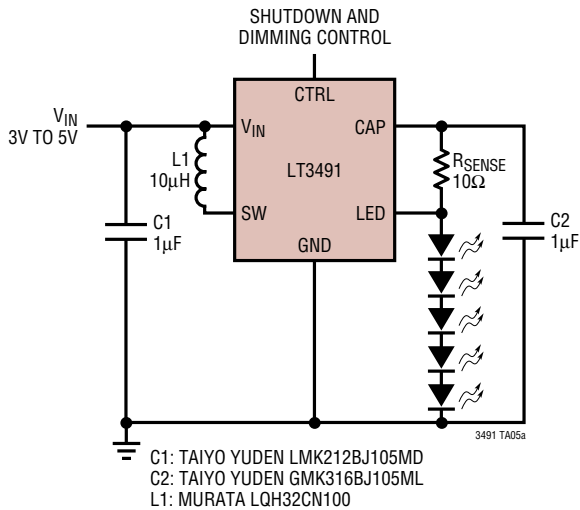 SHUTDOWN AND
DIMMING CONTROL
CTRL
VIN
3V TO 5V
VIN
CAP
L1
10µH
LT3491
RSENSE
10Ω
SW
LED
C1
1µF
GND
C2
1µF
3491 TA05a
C1: TAIYO YUDEN LMK212BJ105MD
C2: TAIYO YUDEN GMK316BJ105ML
L1: MURATA LQH32CN100